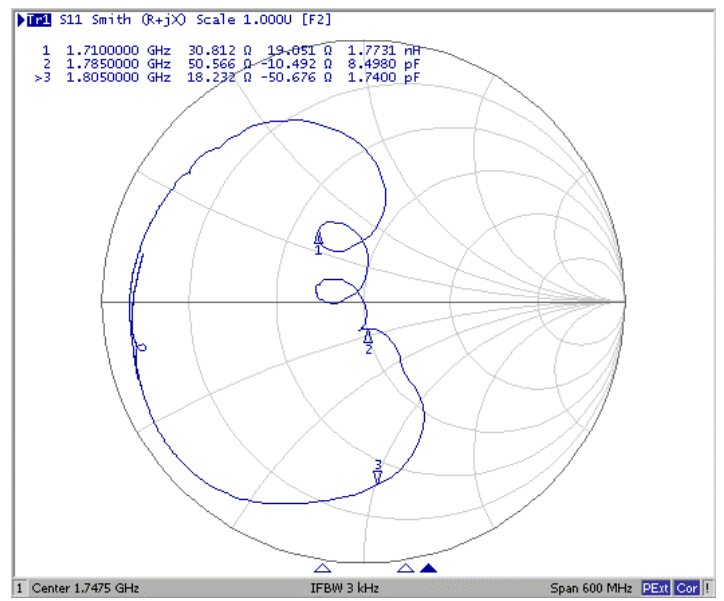 Tr1 S11 Smith (R+jX) Scale 1.000U [F2]
1 1.7100000 GHz 30.812 Ω 19.051 Ω 1.7731 nH
2 1.7850000 GHz 50.566 Ω -10.492 Ω 8.4980 pF
>3 1.8050000 GHz 18.232 Ω -50.676 Ω 1.7400 pF
1
2
3
1 Center 1.7475 GHz IFBW 3 kHz Span 600 MHz PExt Cor !